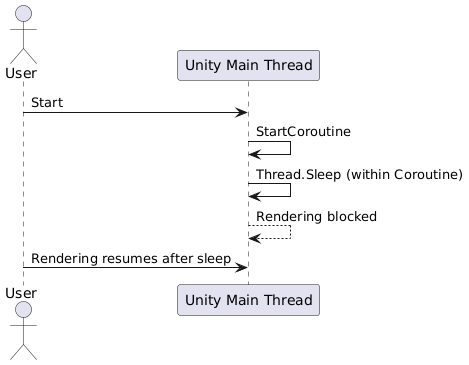 User
Unity Main Thread
Start
StartCoroutine
Thread.Sleep (within Coroutine)
Rendering blocked
Rendering resumes after sleep
User
Unity Main Thread